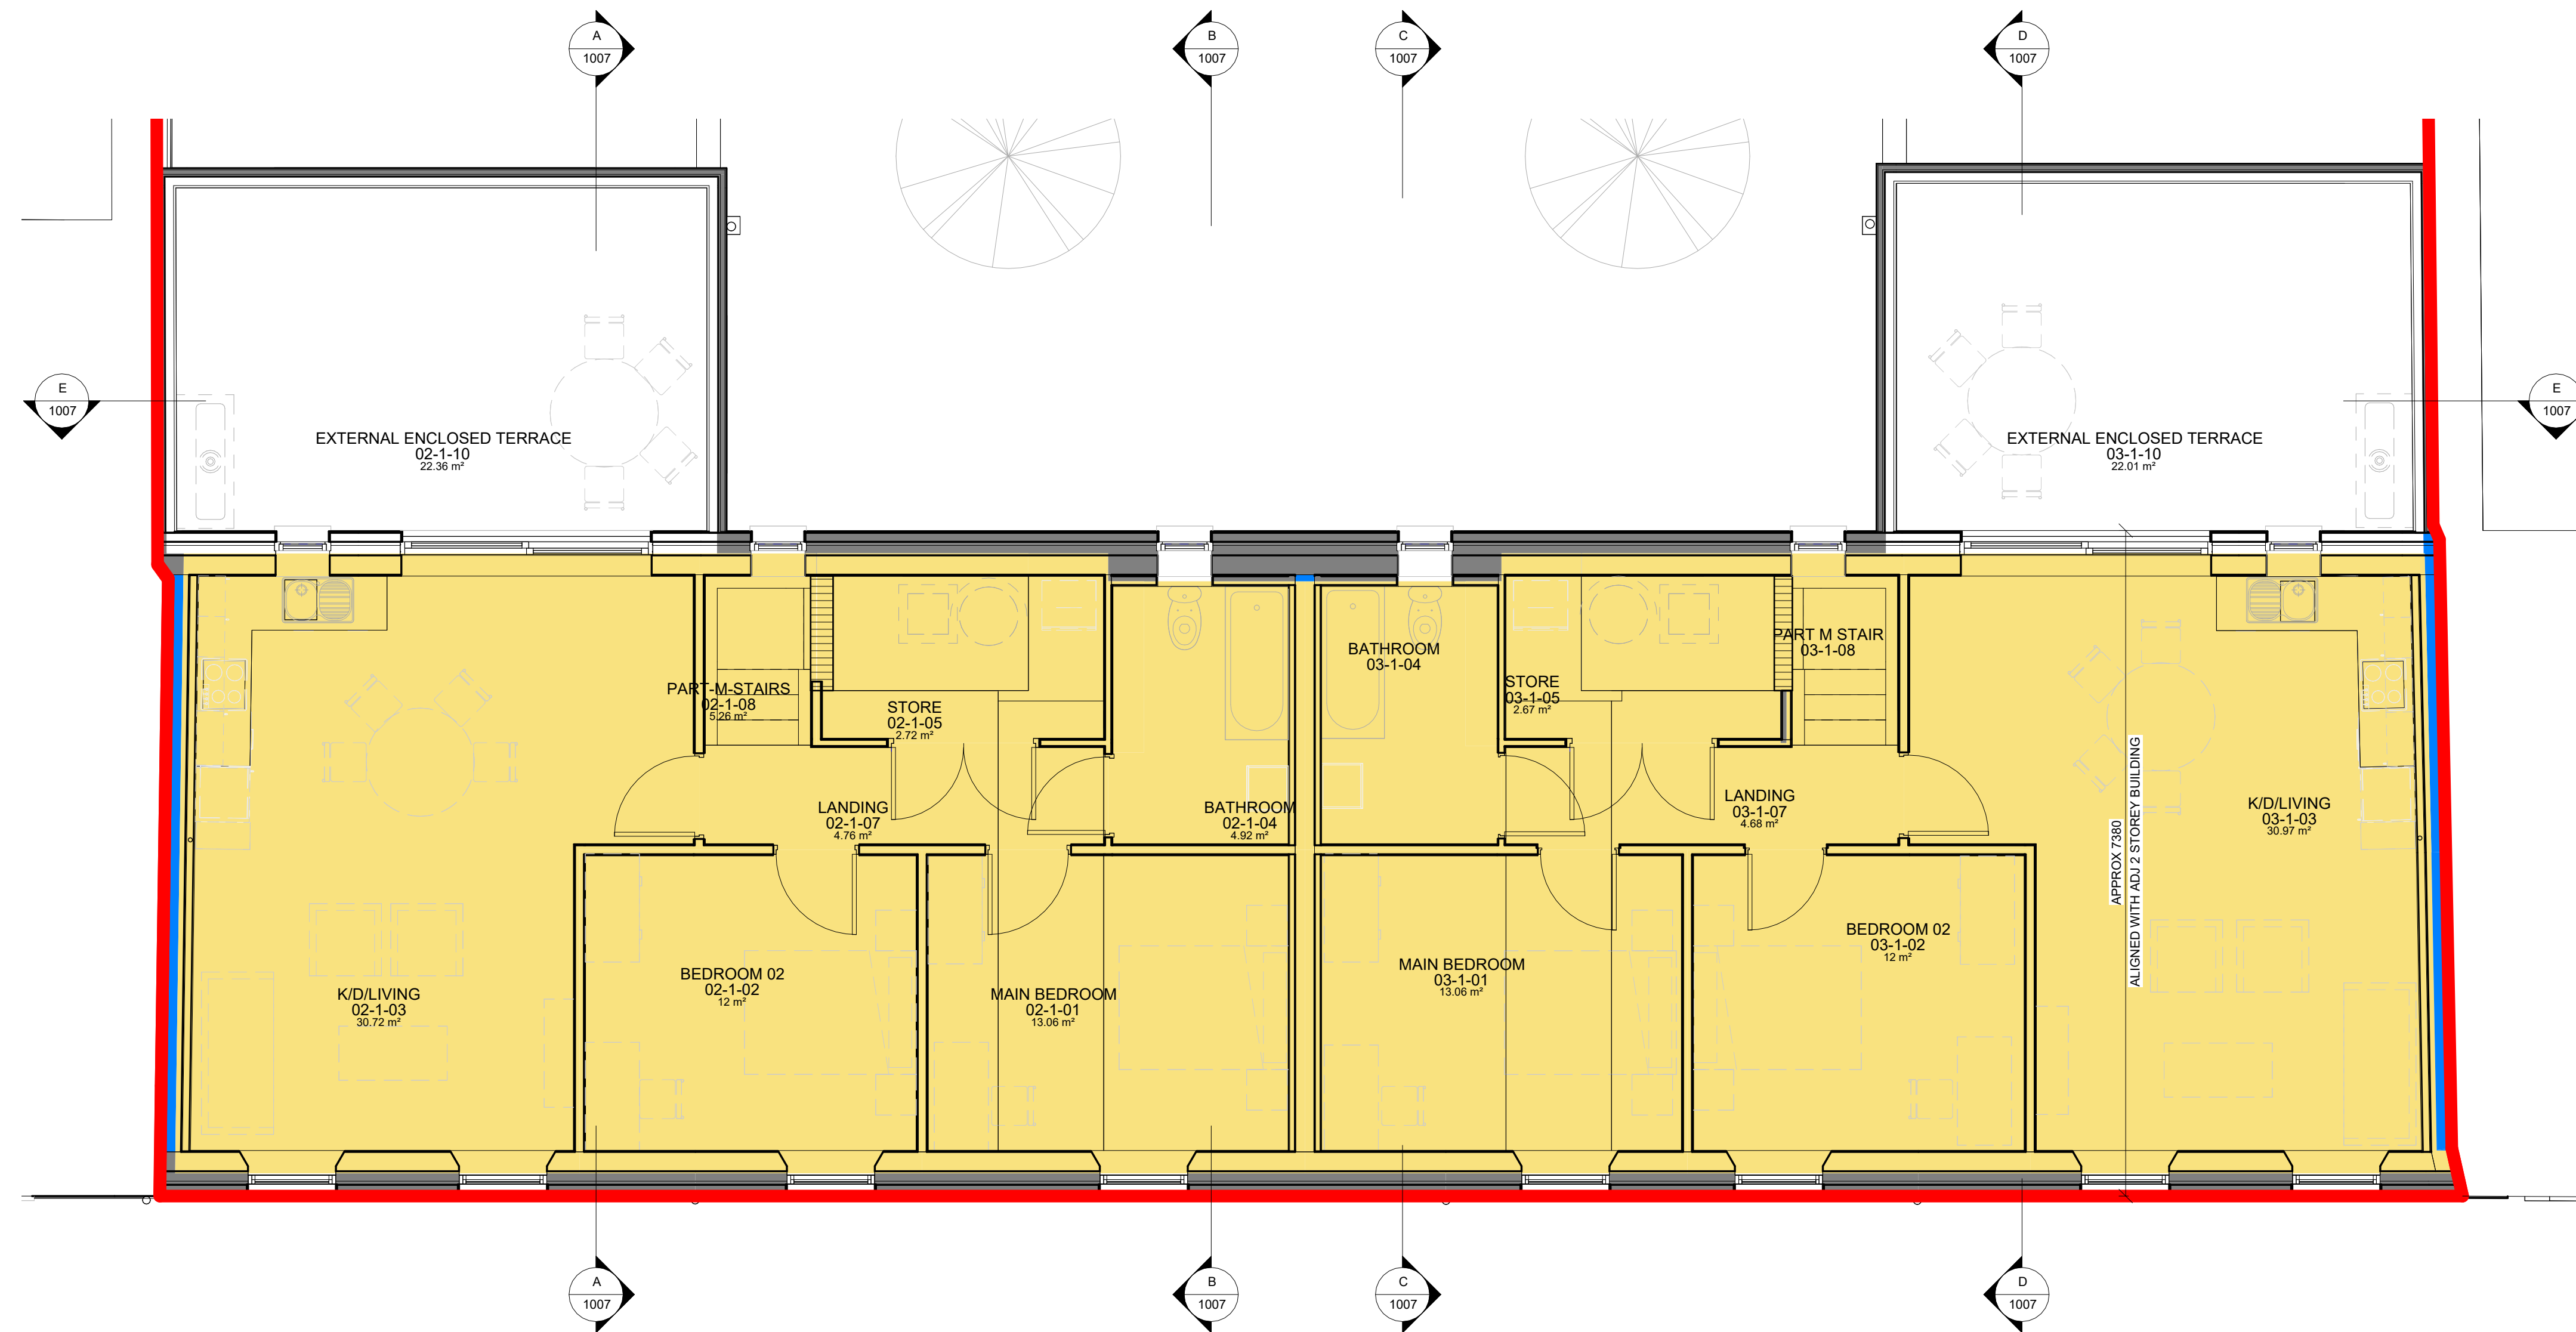 A
1007
B
1007
C
1007
D
1007
E
1007
E
1007
EXTERNAL ENCLOSED TERRACE
02-1-10
22.36 m²
EXTERNAL ENCLOSED TERRACE
03-1-10
22.01 m²
PART-M-STAIRS
02-1-08
5.26 m²
STORE
02-1-05
2.72 m²
BATHROOM
03-1-04
STORE
03-1-05
2.67 m²
PART M STAIR
03-1-08
LANDING
02-1-07
4.76 m²
BATHROOM
02-1-04
4.92 m²
LANDING
03-1-07
4.68 m²
K/D/LIVING
03-1-03
30.97 m²
APPROX 7380
ALIGNED WITH ADJ 2 STOREY BUILDING
K/D/LIVING
02-1-03
30.72 m²
BEDROOM 02
02-1-02
12 m²
MAIN BEDROOM
02-1-01
13.06 m²
MAIN BEDROOM
03-1-01
13.06 m²
BEDROOM 02
03-1-02
12 m²
A
1007
B
1007
C
1007
D
1007